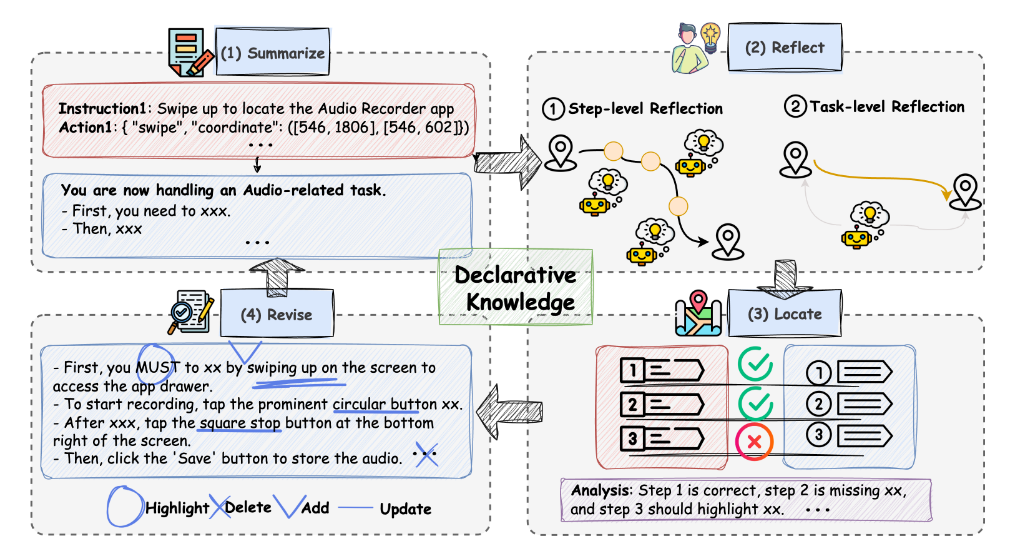 (1) Summarize
Instruction1: Swipe up to locate the Audio Recorder app
Action1: { "swipe", "coordinate": ([546, 1806], [546, 602]])
...
You are now handling an Audio-related task.
- First, you need to xxx.
- Then, xxx
...
(2) Reflect
1 Step-level Reflection
2 Task-level Reflection
Declarative
Knowledge
(3) Locate
1
2
3
1
2
3
Analysis: Step 1 is correct, step 2 is missing xx,
and step 3 should highlight xx. ...
(4) Revise
- First, you MUST to xx by swiping up on the screen to
access the app drawer.
- To start recording, tap the prominent circular button xx.
- After xxx, tap the square stop button at the bottom
right of the screen.
- Then, click the 'Save' button to store the audio. ...
Highlight Delete Add Update